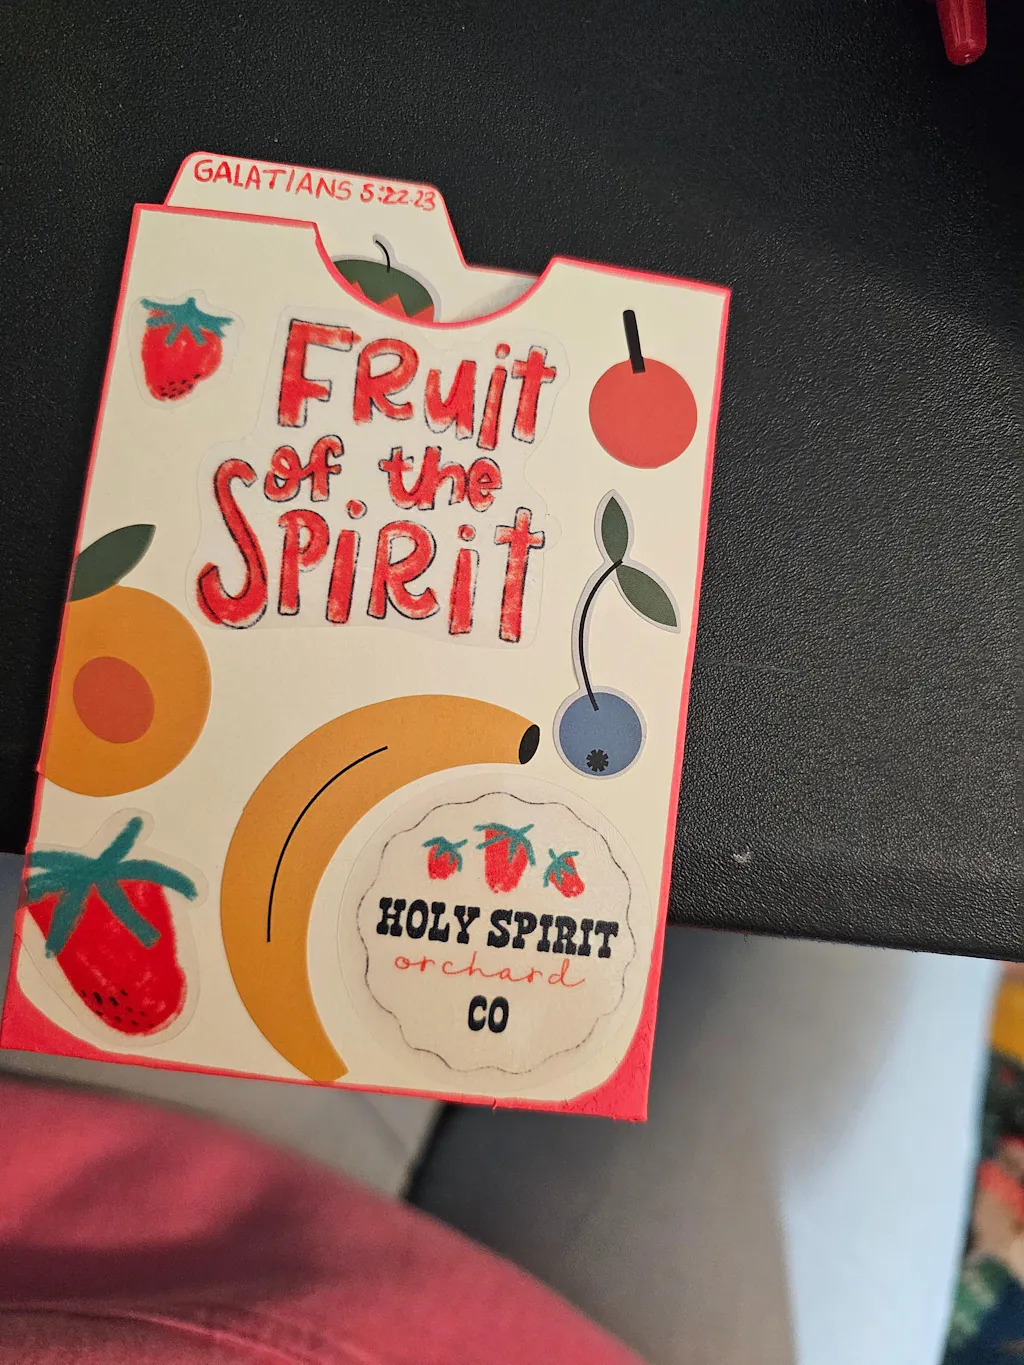 GALATIANS 5:22-23
FRuit
of the
SPiRit
HOLY SPIRIT
orchard
CO